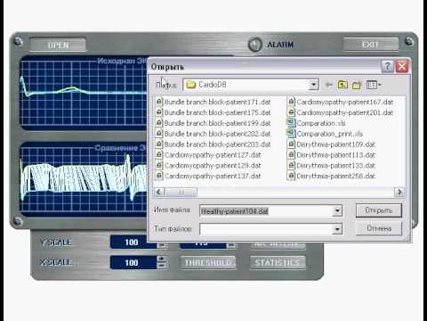 OPEN
ALARM
EXIT
Исходная Э
Сравнение Э
Открыть
Папка:
CardioDB
Bundle branch block-patient171.dat
Bundle branch block-patient175.dat
Bundle branch block-patient199.dat
Bundle branch block-patient202.dat
Bundle branch block-patient203.dat
Cardiomyopathy-patient127.dat
Cardiomyopathy-patient129.dat
Cardiomyopathy-patient137.dat
Cardiomyopathy-patient167.dat
Cardiomyopathy-patient201.dat
Comparation.xls
Comparation_print.xls
Disrythmia-patient109.dat
Disrythmia-patient113.dat
Disrythmia-patient133.dat
Disrythmia-patient258.dat
Имя файла:
Healthy-patient104.dat
Открыть
Тип файлов:
Отмена
Y SCALE
100
X SCALE
100
THRESHOLD
STATISTICS